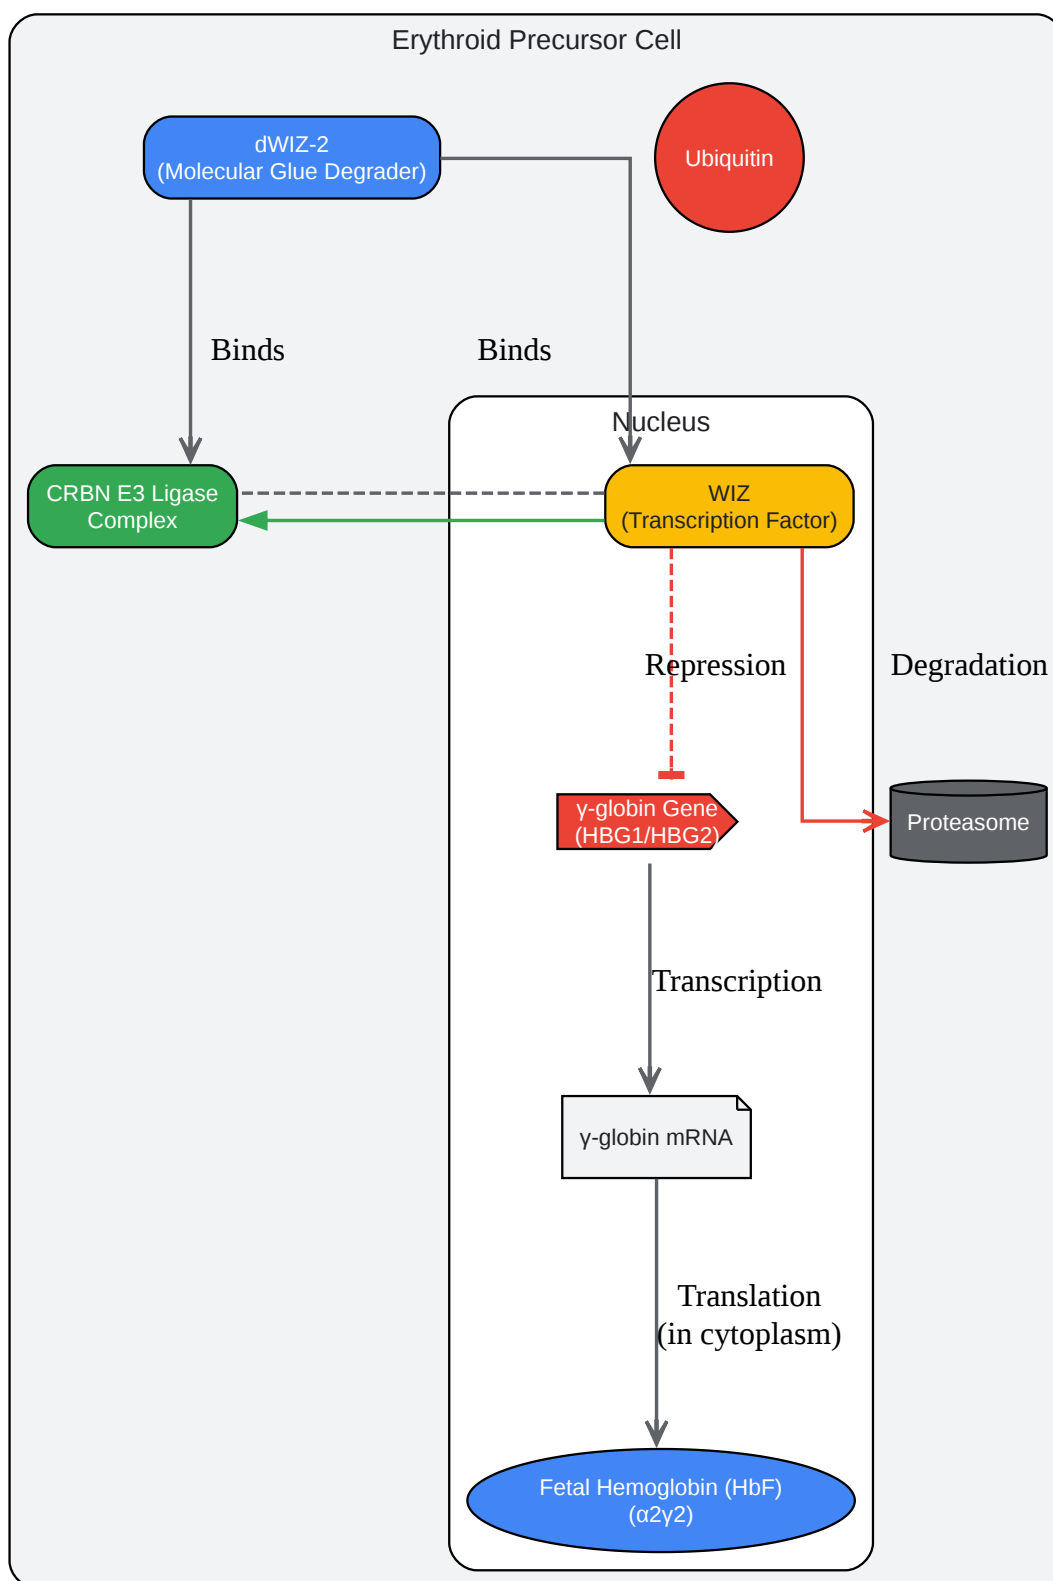 Erythroid Precursor Cell
dWIZ-2
(Molecular Glue Degrader)
Ubiquitin
Binds
Binds
Nucleus
CRBN E3 Ligase
Complex
WIZ
(Transcription Factor)
Repression
Degradation
γ-globin Gene
(HBG1/HBG2)
Proteasome
Transcription
γ-globin mRNA
Translation
(in cytoplasm)
Fetal Hemoglobin (HbF)
(α2γ2)